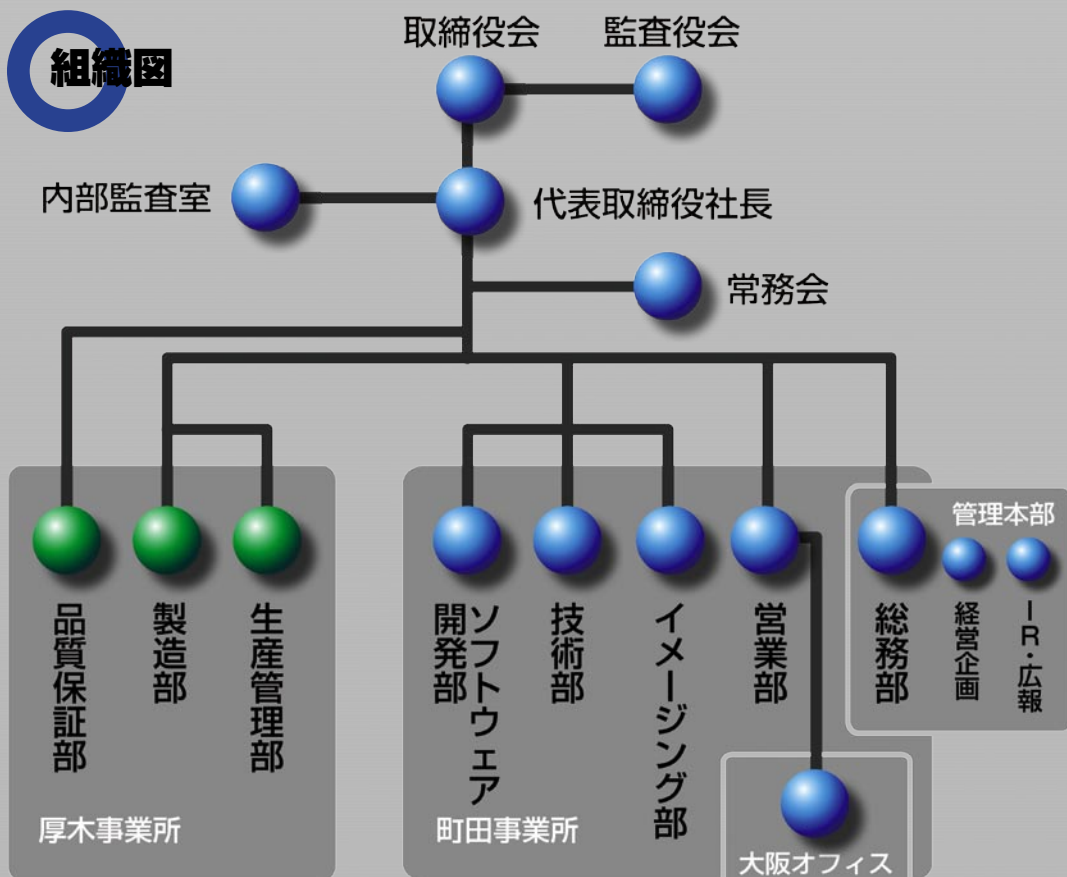 組織図
取締役会
監査役会
内部監査室
代表取締役社長
常務会
品質保証部
製造部
生産管理部
厚木事業所
ソフトウェア
開発部
技術部
イメージング部
営業部
町田事業所
大阪オフィス
管理本部
総務部
経営企画
IR・広報